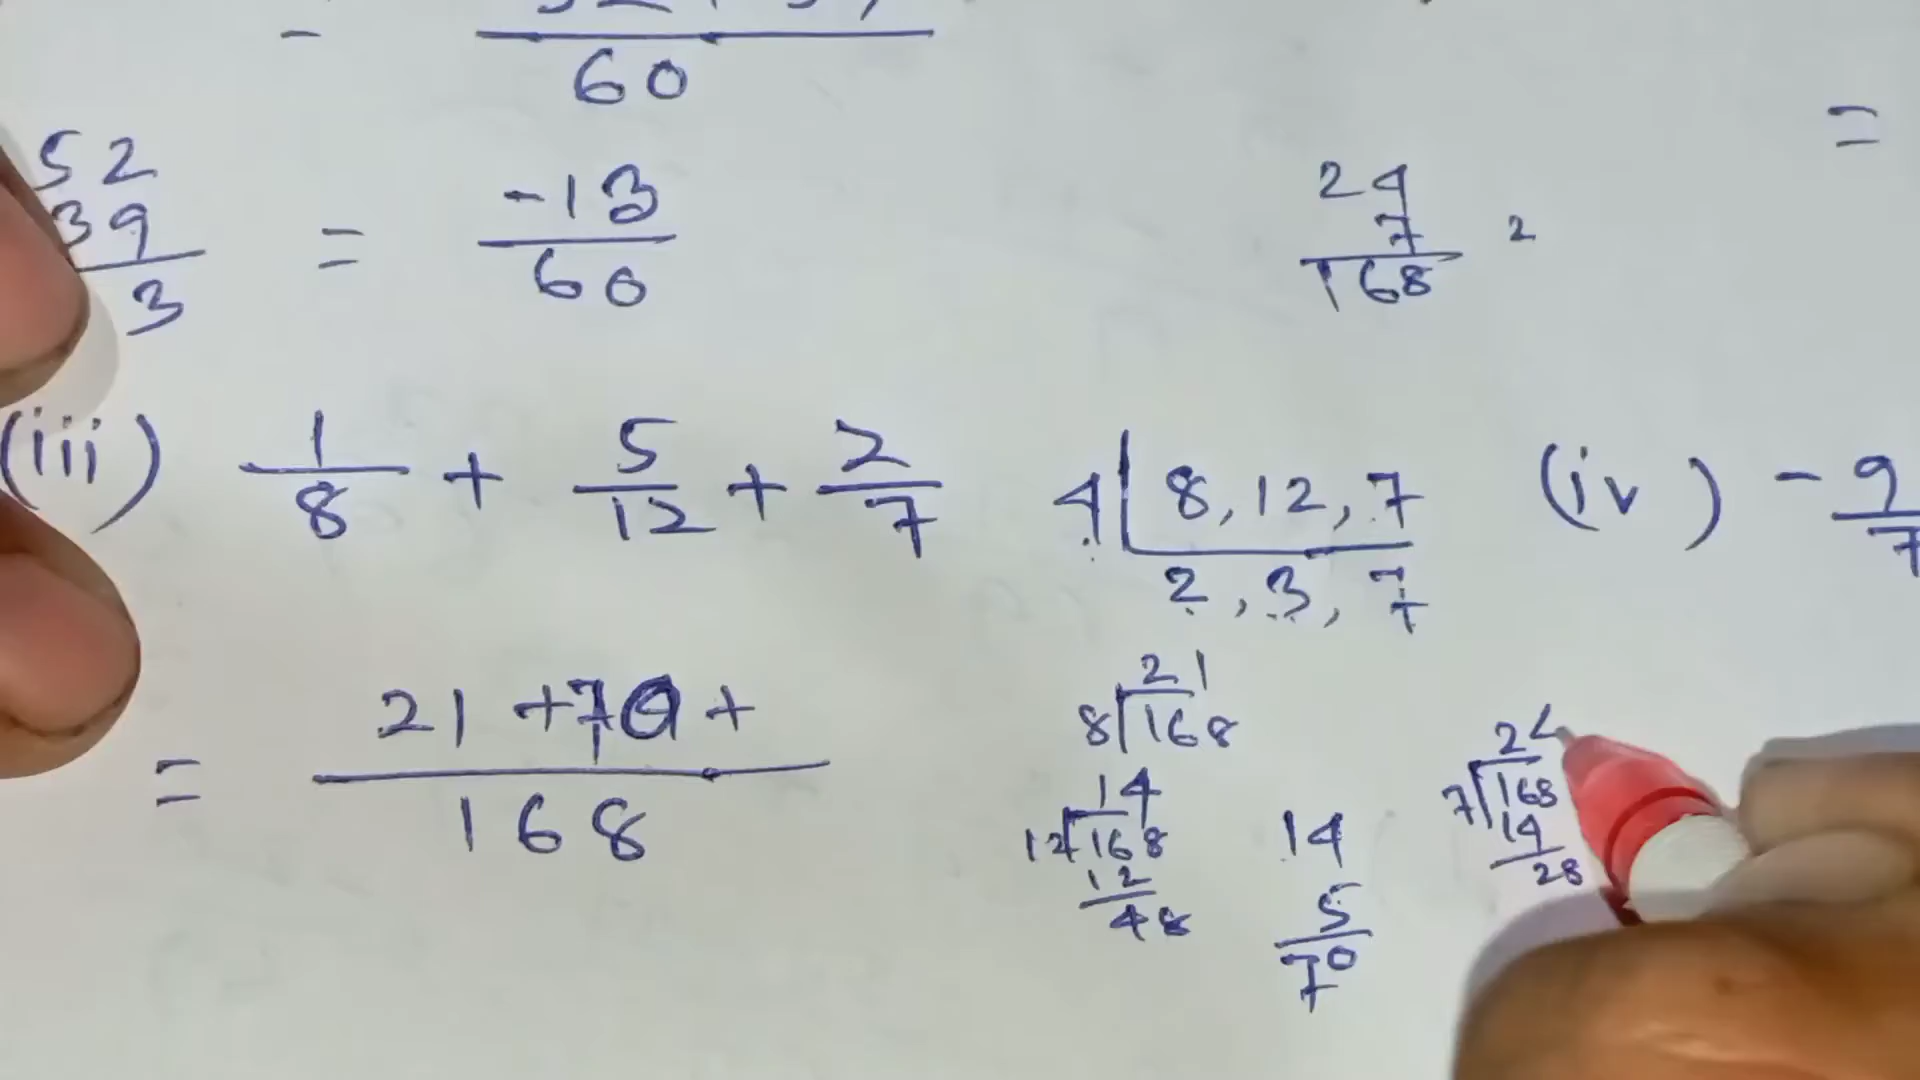 60
=
52
39
3
= -13
60
24
7
168
2
(iii) 1/8 + 5/12 + 2/7
4 | 8, 12, 7
2, 3, 7
(iv) - 9/7
= 21 + 70 +
168
21
8 | 168
14
12 | 168
12
48
14
5
70
24
7 | 168
14
28